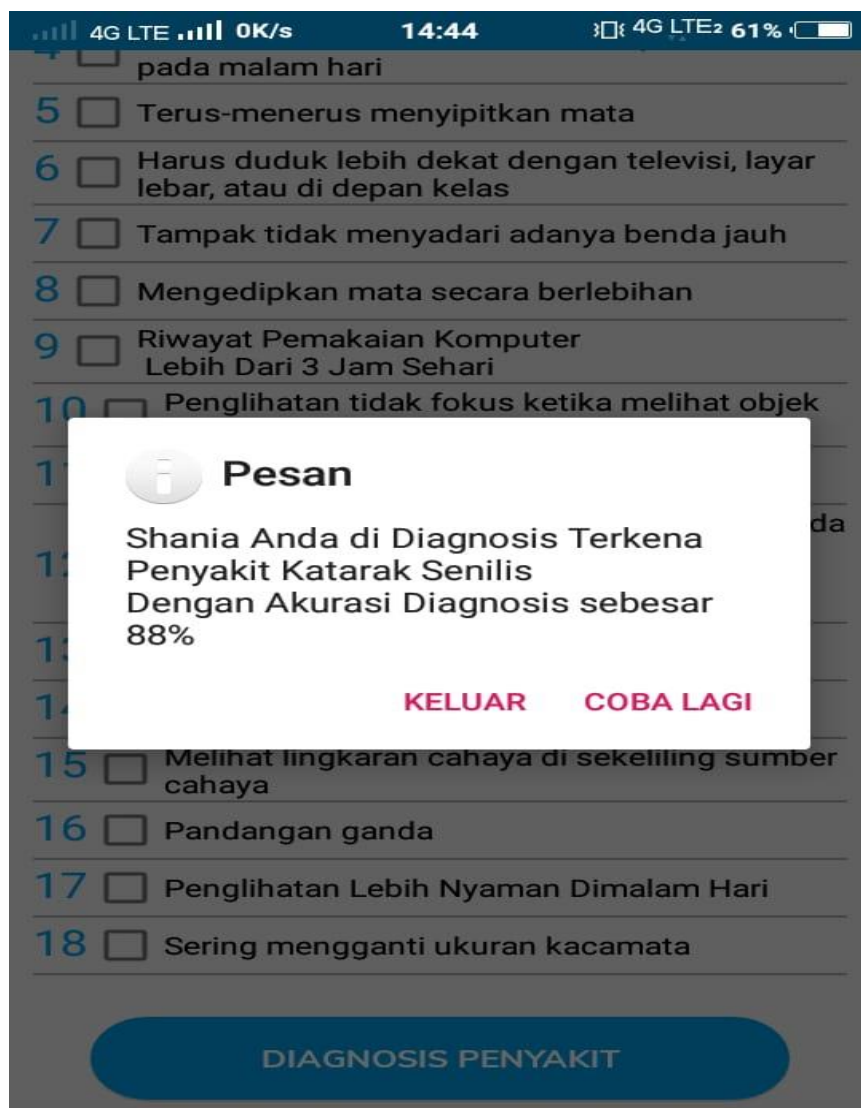 4G LTE 0K/s 14:44 4G LTE2 61%
pada malam hari
5 Terus-menerus menyipitkan mata
6 Harus duduk lebih dekat dengan televisi, layar
lebar, atau di depan kelas
7 Tampak tidak menyadari adanya benda jauh
8 Mengedipkan mata secara berlebihan
9 Riwayat Pemakaian Komputer
Lebih Dari 3 Jam Sehari
10 Penglihatan tidak fokus ketika melihat objek
da
Pesan
Shania Anda di Diagnosis Terkena
Penyakit Katarak Senilis
Dengan Akurasi Diagnosis sebesar
88%
KELUAR COBA LAGI
15 Melihat lingkaran cahaya di sekeliling sumber
cahaya
16 Pandangan ganda
17 Penglihatan Lebih Nyaman Dimalam Hari
18 Sering mengganti ukuran kacamata
DIAGNOSIS PENYAKIT